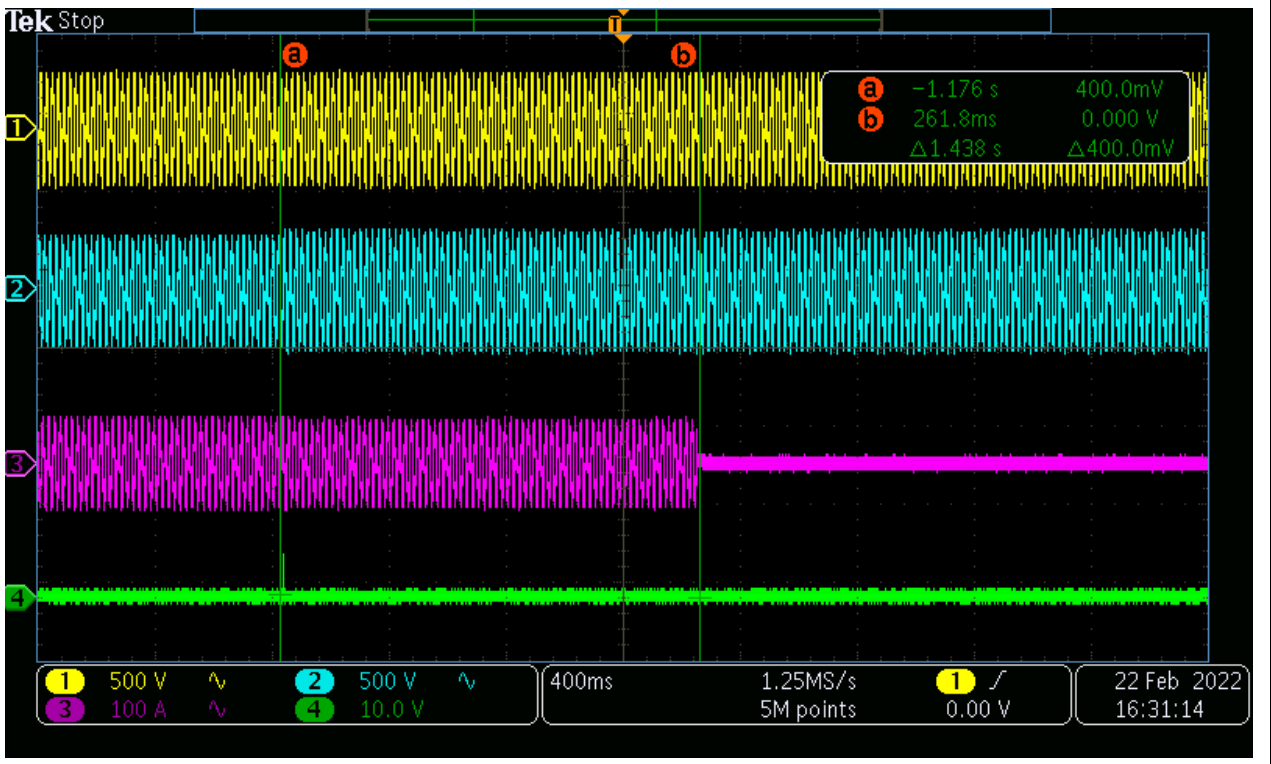 Tek Stop
T
a b
1
a -1.176 s 400.0mV
b 261.8ms 0.000 V
△1.438 s △400.0mV
2
3
4
1 500 V 2 500 V 400ms 1.25MS/s 1 22 Feb 2022
3 100 A 4 10.0 V 5M points 0.00 V 16:31:14